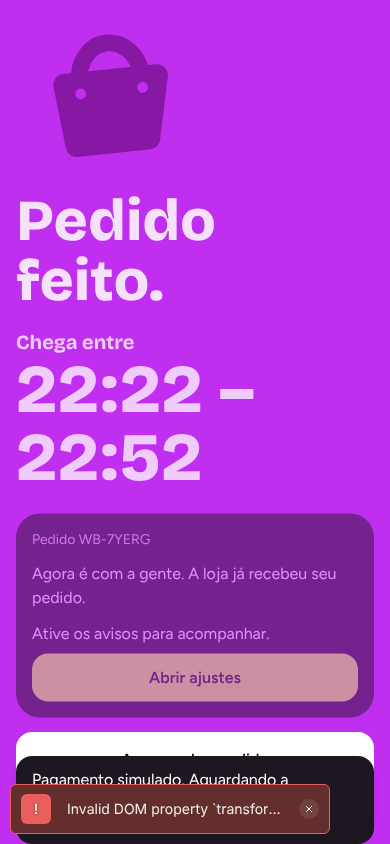 Pedido
feito.
Chega entre
22:22 –
22:52
Pedido WB-7YERG
Agora é com a gente. A loja já recebeu seu
pedido.
Ative os avisos para acompanhar.
Abrir ajustes
Pagamento simulado. Aguardando a
! Invalid DOM property `transfor...